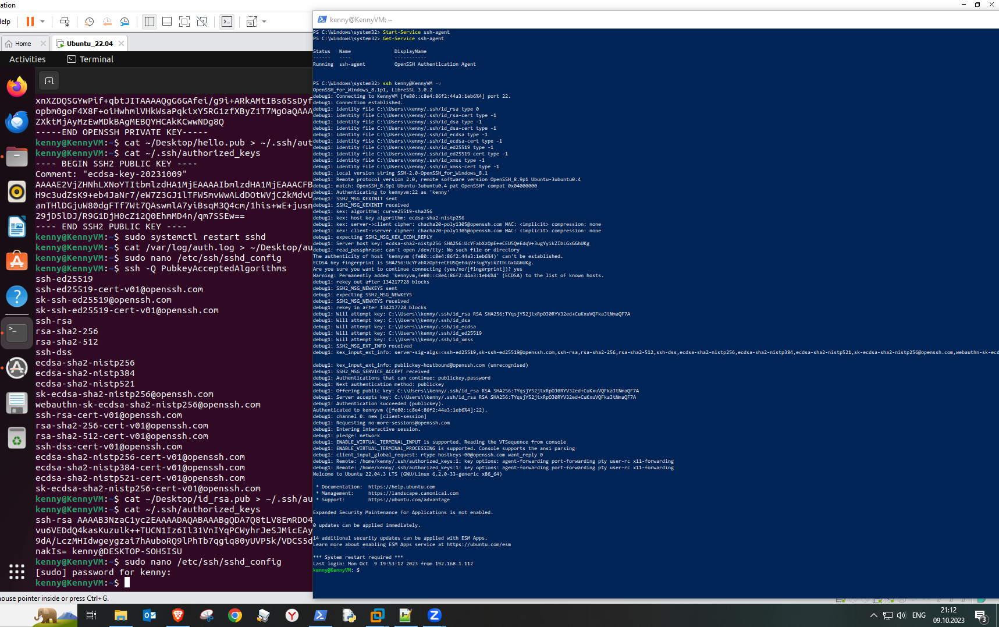 ation
elp
Home
Ubuntu_22.04
Activities
Terminal
xnXZDQSGYwPif+qbtJITAAAAQgG6GAfei/g9i+ARkAMtIBs6SsDyf
opbm0goF4X8F+oiHwhmlVHkWsaPqkixY5RG1zfXByZ1T7MgOaQAAA
ZXktMjAyMzEwMDkBAgMEBQYHCAkKCwwNDg8Q
-----END OPENSSH PRIVATE KEY-----
kenny@KennyVM:~$ cat ~/Desktop/hello.pub > ~/.ssh/aut
kenny@KennyVM:~$ cat ~/.ssh/authorized_keys
---- BEGIN SSH2 PUBLIC KEY ----
Comment: "ecdsa-key-20231009"
AAAAE2VjZHNhLXNoYTItbmlzdHA1MjEAAAAIbmlzdHA1MjEAAACFB
H9c3udZsK9+eb4JaNr7/eW7Z3GJ1lTFW5mvWwALdDOtWVjC2kMdvU
anTHlDGjuW80dgFTf7Wt7QAswmlA7yiBsqM3Q4cm/1his+wE+jusn
29jD5lDJ/R9G1DjH0cZ12Q0EhmMD4n/qm7SSEw==
---- END SSH2 PUBLIC KEY ----
kenny@KennyVM:~$ sudo systemctl restart sshd
kenny@KennyVM:~$ cat /var/log/auth.log > ~/Desktop/au
kenny@KennyVM:~$ sudo nano /etc/ssh/sshd_config
kenny@KennyVM:~$ ssh -Q PubkeyAcceptedAlgorithms
ssh-ed25519
ssh-ed25519-cert-v01@openssh.com
sk-ssh-ed25519@openssh.com
sk-ssh-ed25519-cert-v01@openssh.com
ssh-rsa
rsa-sha2-256
rsa-sha2-512
ssh-dss
ecdsa-sha2-nistp256
ecdsa-sha2-nistp384
ecdsa-sha2-nistp521
sk-ecdsa-sha2-nistp256@openssh.com
webauthn-sk-ecdsa-sha2-nistp256@openssh.com
ssh-rsa-cert-v01@openssh.com
rsa-sha2-256-cert-v01@openssh.com
rsa-sha2-512-cert-v01@openssh.com
ssh-dss-cert-v01@openssh.com
ecdsa-sha2-nistp256-cert-v01@openssh.com
ecdsa-sha2-nistp384-cert-v01@openssh.com
ecdsa-sha2-nistp521-cert-v01@openssh.com
sk-ecdsa-sha2-nistp256-cert-v01@openssh.com
kenny@KennyVM:~$ cat ~/Desktop/id_rsa.pub > ~/.ssh/au
kenny@KennyVM:~$ cat ~/.ssh/authorized_keys
ssh-rsa AAAAB3NzaC1yc2EAAAADAQABAAABgQDA7Q8tLV8EmRDO4
vu6VEDdQ4kasKuzulk++TUCN1Iz6Il31VnIYqPCWyhrJeSJMicEAy
9dA/LczMHIdwgeygzai7hAuboRQ9lPhTb7qgiq80yUVP5k/VDCS5d
nakIs= kenny@DESKTOP-SOH5ISU
kenny@KennyVM:~$ sudo nano /etc/ssh/sshd_config
[sudo] password for kenny:
kenny@KennyVM:~$
ouse pointer inside or press Ctrl+G.
kenny@KennyVM: ~
PS C:\Windows\system32> Start-Service ssh-agent
PS C:\Windows\system32> Get-Service ssh-agent
Status Name DisplayName
------ ---- -----------
Running ssh-agent OpenSSH Authentication Agent
PS C:\Windows\system32> ssh kenny@KennyVM -v
OpenSSH_for_Windows_8.1p1, LibreSSL 3.0.2
debug1: Connecting to KennyVM [fe80::c8e4:86f2:44a3:1eb6%4] port 22.
debug1: Connection established.
debug1: identity file C:\\Users\\kenny/.ssh/id_rsa type 0
debug1: identity file C:\\Users\\kenny/.ssh/id_rsa-cert type -1
debug1: identity file C:\\Users\\kenny/.ssh/id_dsa type -1
debug1: identity file C:\\Users\\kenny/.ssh/id_dsa-cert type -1
debug1: identity file C:\\Users\\kenny/.ssh/id_ecdsa type -1
debug1: identity file C:\\Users\\kenny/.ssh/id_ecdsa-cert type -1
debug1: identity file C:\\Users\\kenny/.ssh/id_ed25519 type -1
debug1: identity file C:\\Users\\kenny/.ssh/id_ed25519-cert type -1
debug1: identity file C:\\Users\\kenny/.ssh/id_xmss type -1
debug1: identity file C:\\Users\\kenny/.ssh/id_xmss-cert type -1
debug1: Local version string SSH-2.0-OpenSSH_for_Windows_8.1
debug1: Remote protocol version 2.0, remote software version OpenSSH_8.9p1 Ubuntu-3ubuntu0.4
debug1: match: OpenSSH_8.9p1 Ubuntu-3ubuntu0.4 pat OpenSSH* compat 0x04000000
debug1: Authenticating to kennyvm:22 as 'kenny'
debug1: SSH2_MSG_KEXINIT sent
debug1: SSH2_MSG_KEXINIT received
debug1: kex: algorithm: curve25519-sha256
debug1: kex: host key algorithm: ecdsa-sha2-nistp256
debug1: kex: server->client cipher: chacha20-poly1305@openssh.com MAC: <implicit> compression: none
debug1: kex: client->server cipher: chacha20-poly1305@openssh.com MAC: <implicit> compression: none
debug1: expecting SSH2_MSG_KEX_ECDH_REPLY
debug1: Server host key: ecdsa-sha2-nistp256 SHA256:UcYFabXzOpE+eCEU5QeEdqV+3ugYyikZIbLGxGGhUKg
debug1: read_passphrase: can't open /dev/tty: No such file or directory
The authenticity of host 'kennyvm (fe80::c8e4:86f2:44a3:1eb6%4)' can't be established.
ECDSA key fingerprint is SHA256:UcYFabXzOpE+eCEU5QeEdqV+3ugYyikZIbLGxGGhUKg.
Are you sure you want to continue connecting (yes/no/[fingerprint])? yes
Warning: Permanently added 'kennyvm,fe80::c8e4:86f2:44a3:1eb6%4' (ECDSA) to the list of known hosts.
debug1: rekey out after 134217728 blocks
debug1: SSH2_MSG_NEWKEYS sent
debug1: expecting SSH2_MSG_NEWKEYS
debug1: SSH2_MSG_NEWKEYS received
debug1: rekey in after 134217728 blocks
debug1: Will attempt key: C:\\Users\\kenny/.ssh/id_rsa RSA SHA256:TYqsjY52jtxRpOJ0RYV32ed+CuKxuVQFkaJtNmaQF7A
debug1: Will attempt key: C:\\Users\\kenny/.ssh/id_dsa
debug1: Will attempt key: C:\\Users\\kenny/.ssh/id_ecdsa
debug1: Will attempt key: C:\\Users\\kenny/.ssh/id_ed25519
debug1: Will attempt key: C:\\Users\\kenny/.ssh/id_xmss
debug1: SSH2_MSG_EXT_INFO received
debug1: kex_input_ext_info: server-sig-algs=<ssh-ed25519,sk-ssh-ed25519@openssh.com,ssh-rsa,rsa-sha2-256,rsa-sha2-512,ssh-dss,ecdsa-sha2-nistp256,ecdsa-sha2-nistp384,ecdsa-sha2-nistp521,sk-ecdsa-sha2-nistp256@openssh.com,webauthn-sk-ecd
debug1: kex_input_ext_info: publickey-hostbound@openssh.com (unrecognised)
debug1: SSH2_MSG_SERVICE_ACCEPT received
debug1: Authentications that can continue: publickey,password
debug1: Next authentication method: publickey
debug1: Offering public key: C:\\Users\\kenny/.ssh/id_rsa RSA SHA256:TYqsjY52jtxRpOJ0RYV32ed+CuKxuVQFkaJtNmaQF7A
debug1: Server accepts key: C:\\Users\\kenny/.ssh/id_rsa RSA SHA256:TYqsjY52jtxRpOJ0RYV32ed+CuKxuVQFkaJtNmaQF7A
debug1: Authentication succeeded (publickey).
Authenticated to kennyvm ([fe80::c8e4:86f2:44a3:1eb6%4]:22).
debug1: channel 0: new [client-session]
debug1: Requesting no-more-sessions@openssh.com
debug1: Entering interactive session.
debug1: pledge: network
debug1: ENABLE_VIRTUAL_TERMINAL_INPUT is supported. Reading the VTSequence from console
debug1: ENABLE_VIRTUAL_TERMINAL_PROCESSING is supported. Console supports the ansi parsing
debug1: client_input_global_request: rtype hostkeys-00@openssh.com want_reply 0
debug1: Remote: /home/kenny/.ssh/authorized_keys:1: key options: agent-forwarding port-forwarding pty user-rc x11-forwarding
debug1: Remote: /home/kenny/.ssh/authorized_keys:1: key options: agent-forwarding port-forwarding pty user-rc x11-forwarding
Welcome to Ubuntu 22.04.3 LTS (GNU/Linux 6.2.0-33-generic x86_64)
* Documentation: https://help.ubuntu.com
* Management: https://landscape.canonical.com
* Support: https://ubuntu.com/advantage
Expanded Security Maintenance for Applications is not enabled.
0 updates can be applied immediately.
14 additional security updates can be applied with ESM Apps.
Learn more about enabling ESM Apps service at https://ubuntu.com/esm
*** System restart required ***
Last login: Mon Oct 9 19:53:12 2023 from 192.168.1.112
kenny@KennyVM: $
ENG
21:12
09.10.2023
3